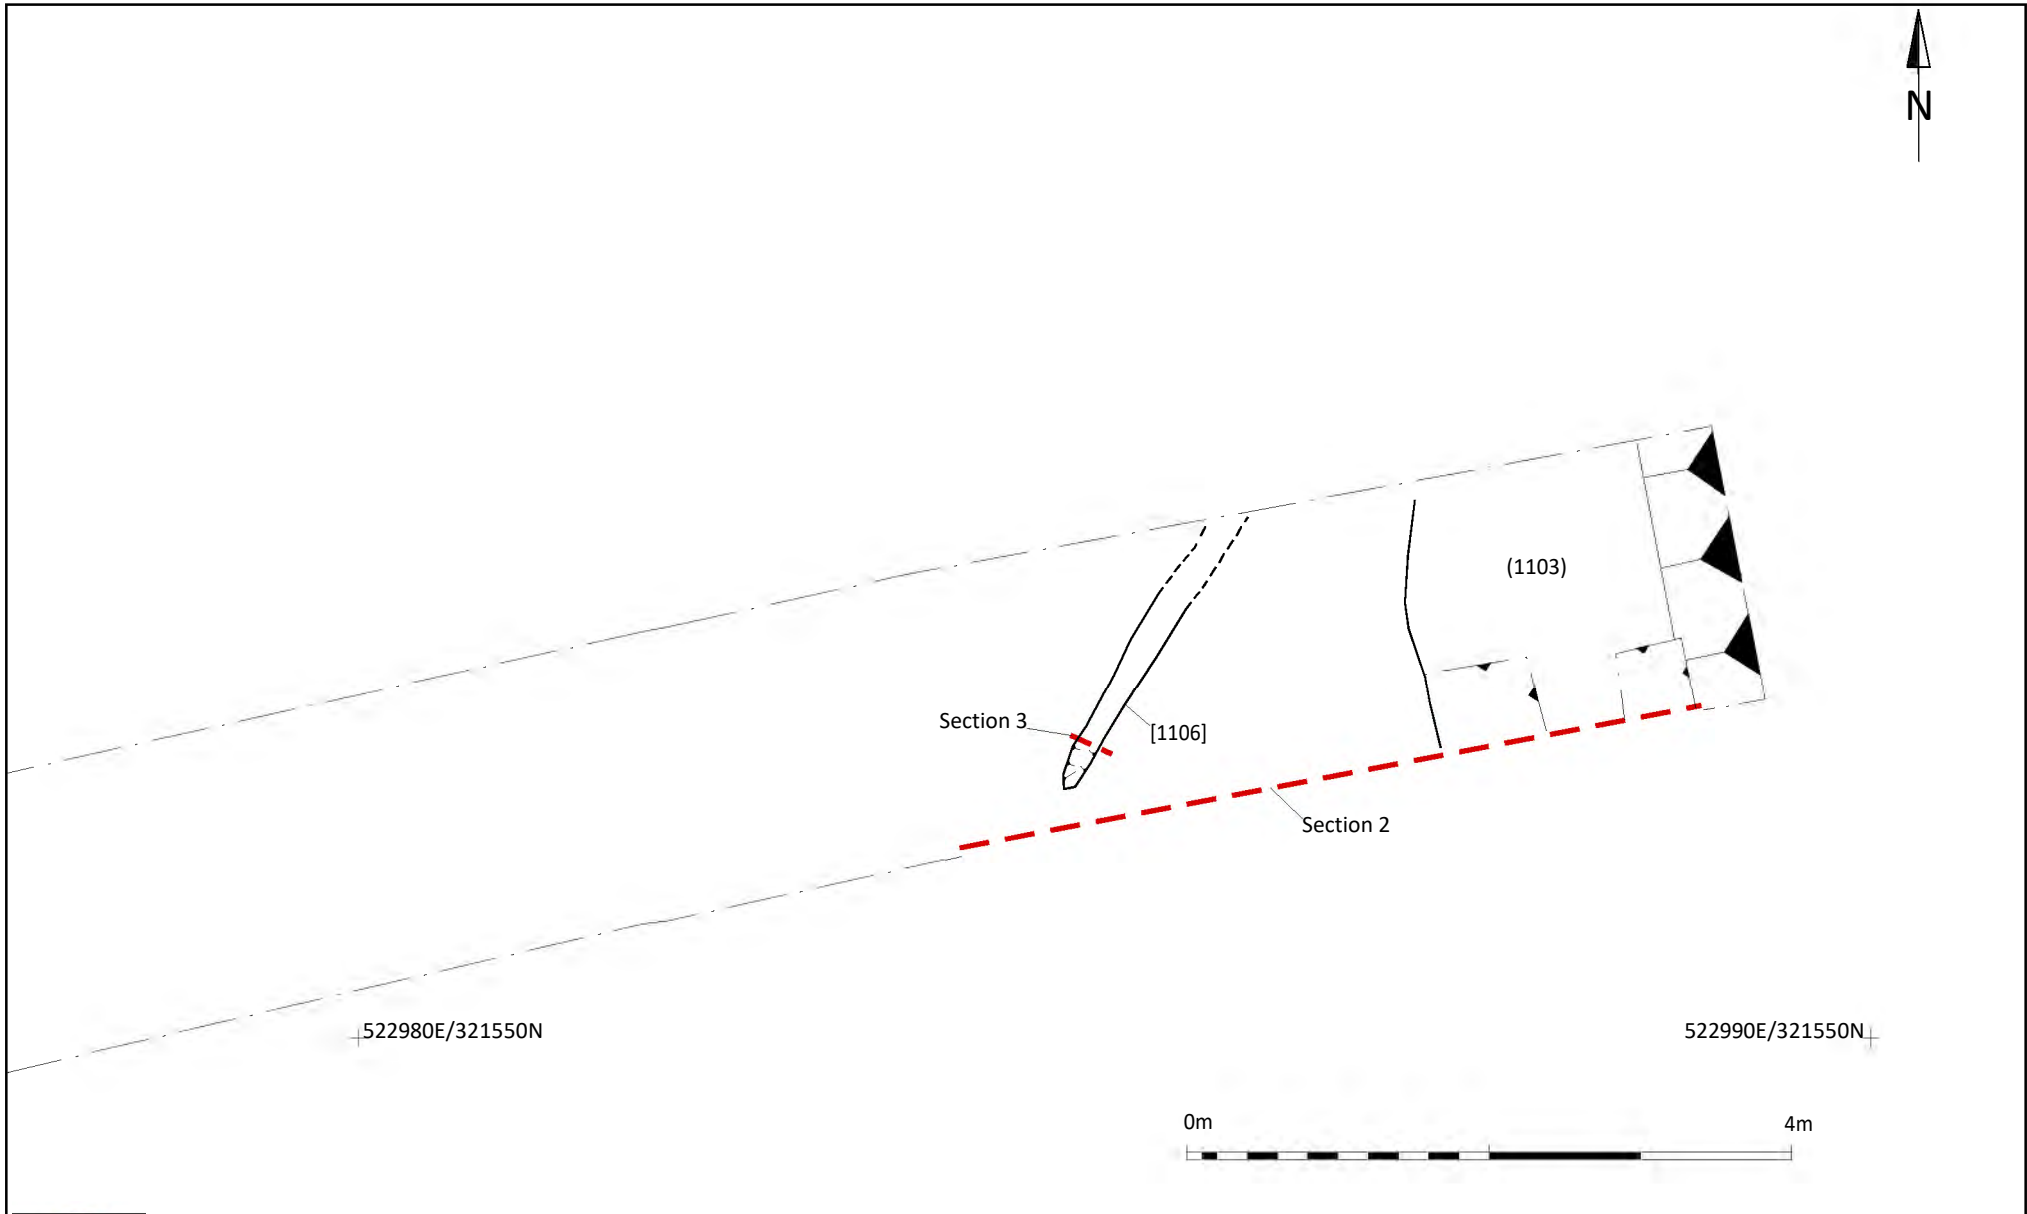 N
(1103)
Section 3
[1106]
Section 2
522980E/321550N
522990E/321550N
0m
4m